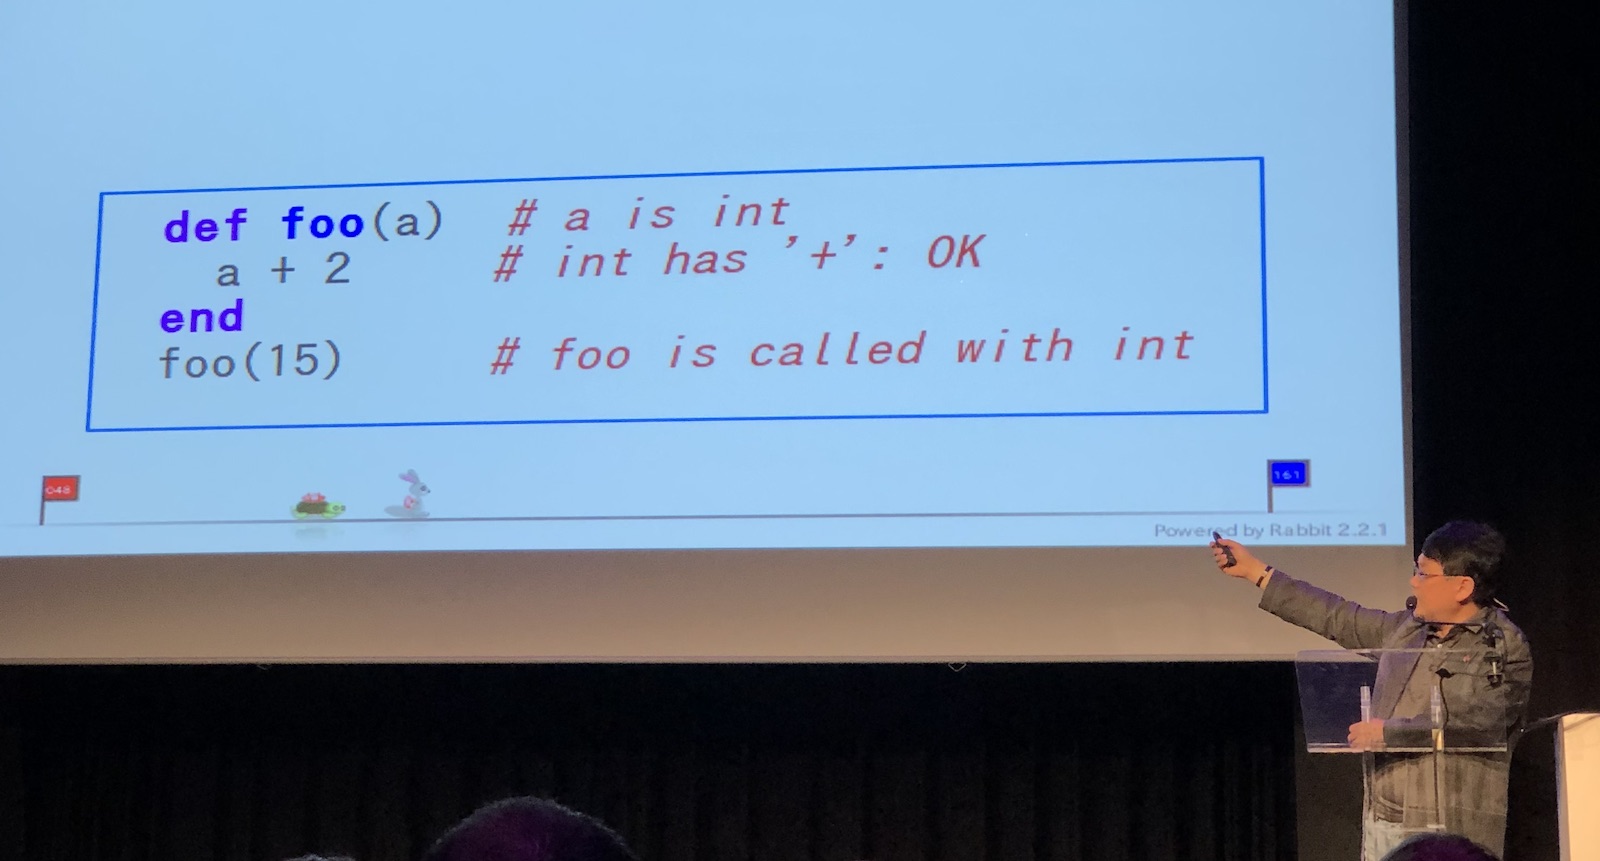 def foo(a)  # a is int
  a + 2     # int has '+': OK
end
foo(15)     # foo is called with int
048
161
Powered by Rabbit 2.2.1